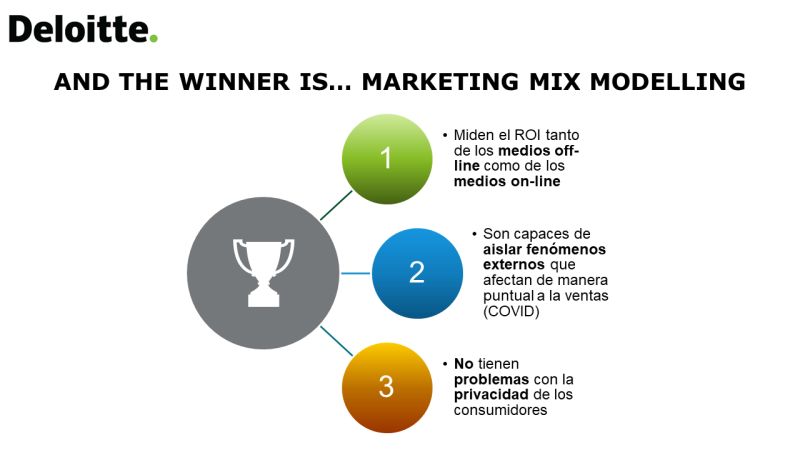 Deloitte.
AND THE WINNER IS... MARKETING MIX MODELLING
1
• Miden el ROI tanto
de los medios off-
line como de los
medios on-line
2
• Son capaces de
aislar fenómenos
externos que
afectan de manera
puntual a la ventas
(COVID)
3
• No tienen
problemas con la
privacidad de los
consumidores